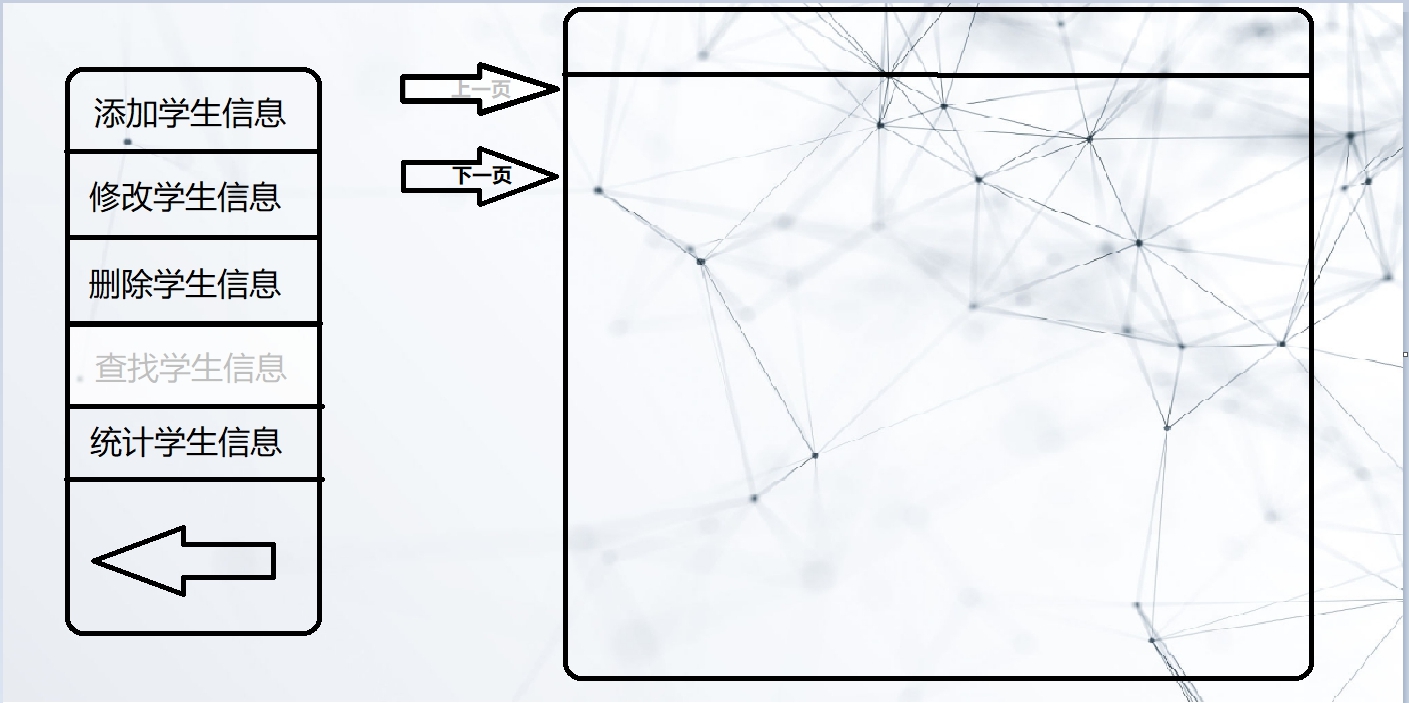 添加学生信息
修改学生信息
删除学生信息
查找学生信息
统计学生信息
上一页
下一页